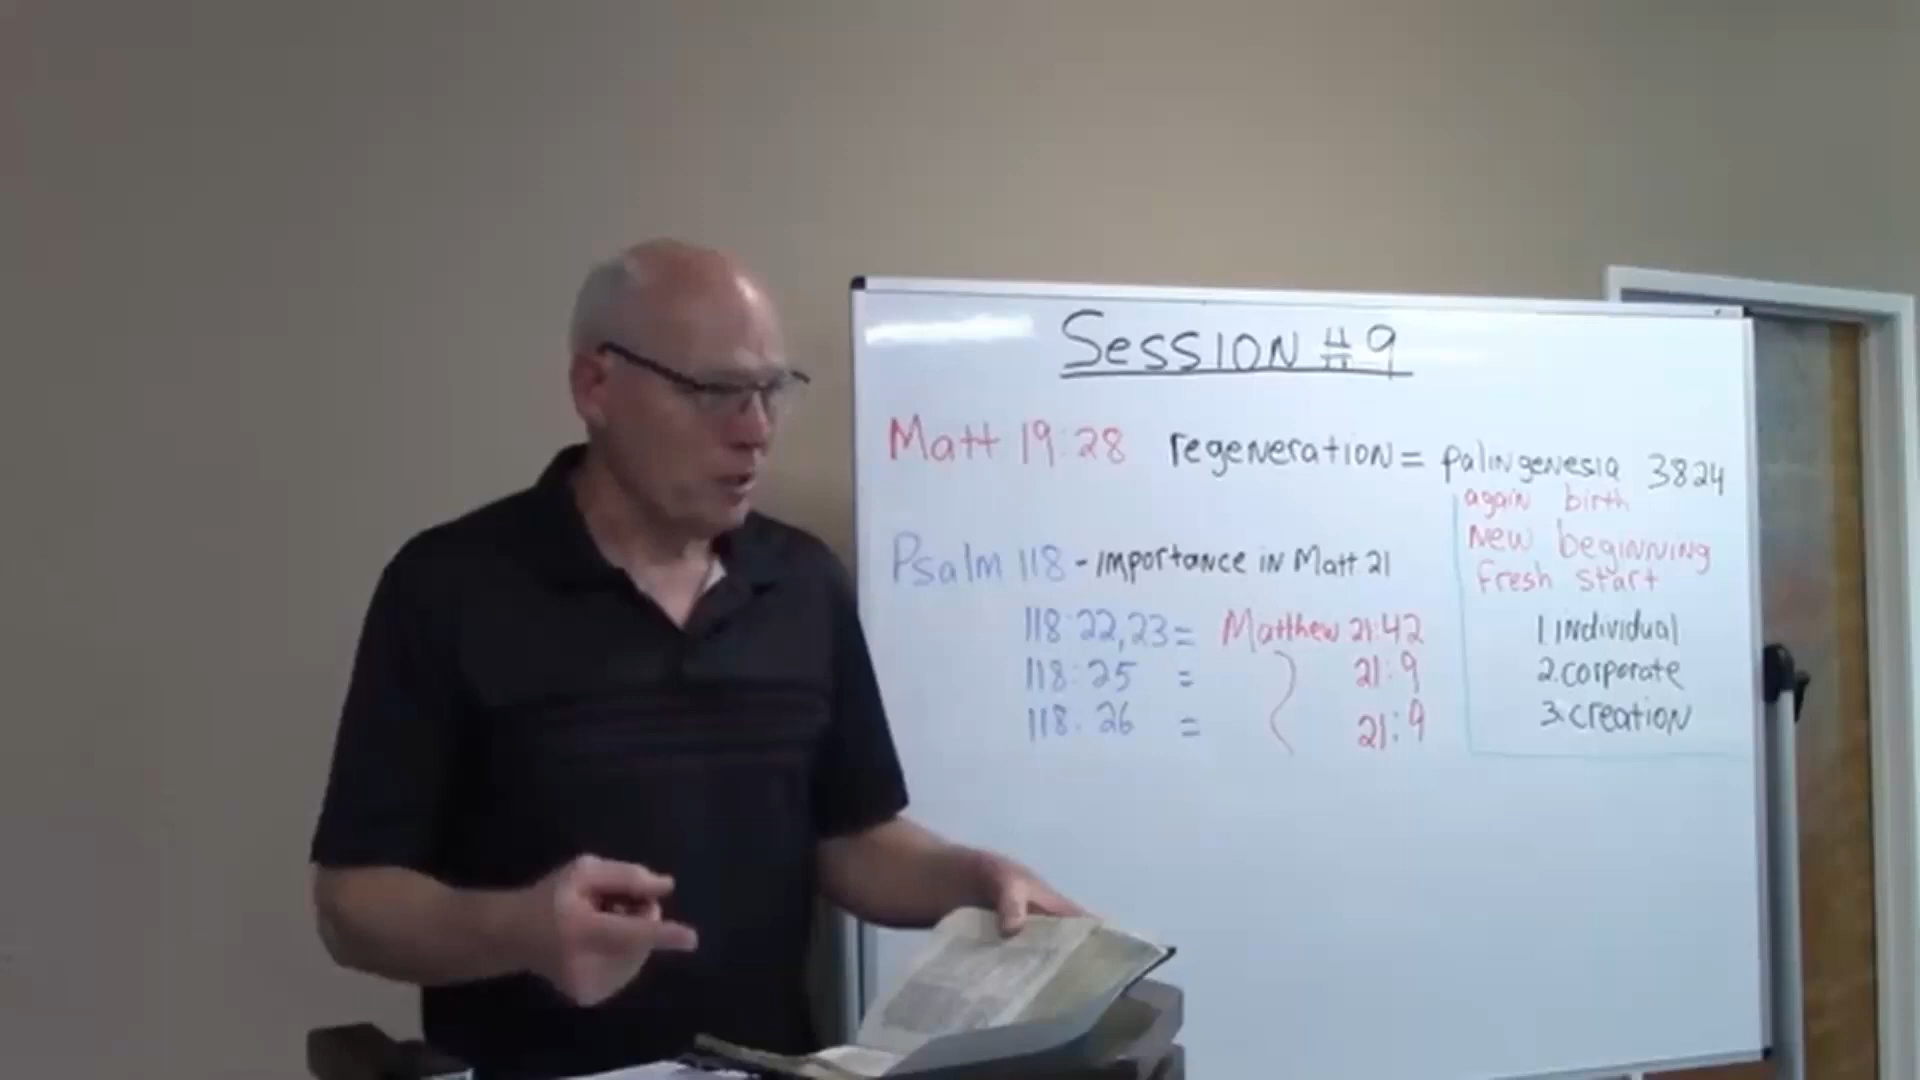 SESSION #9
Matt 19:28 regeneration = palingenesia 3824
again birth
New beginning
Fresh start
Psalm 118 - importance in Matt 21
118:22,23 = Matthew 21:42
118:25 = 21:9
118:26 = 21:9
1 individual
2. corporate
3. creation